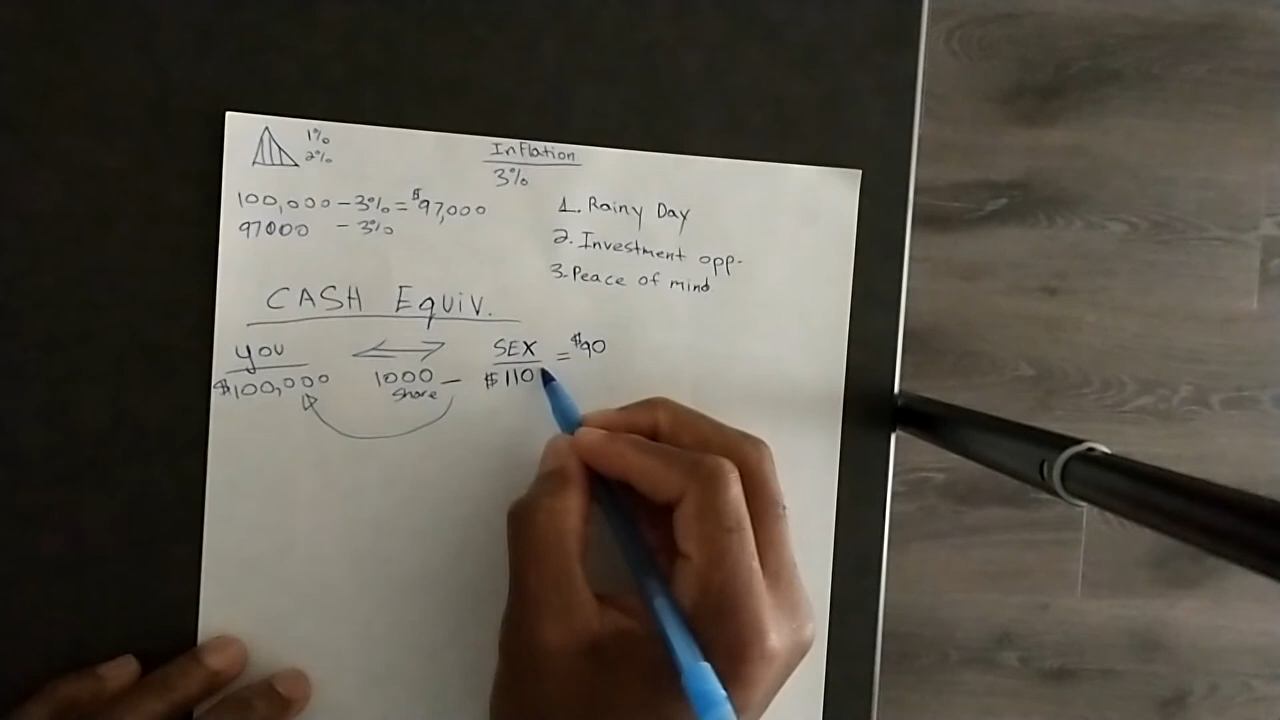 1%
2%
Inflation
3%
100,000 - 3% = $97,000
97000 - 3%
1. Rainy Day
2. Investment opp.
3. Peace of mind
CASH Equiv.
you
$100,000
1000
Share
SEX = $90
$110